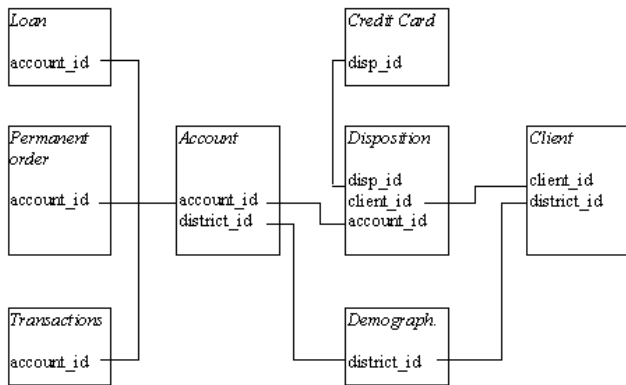 Loan
account_id
Credit Card
disp_id
Permanent
order
account_id
Account
account_id
district_id
Disposition
disp_id
client_id
account_id
Client
client_id
district_id
Transactions
account_id
Demograph.
district_id